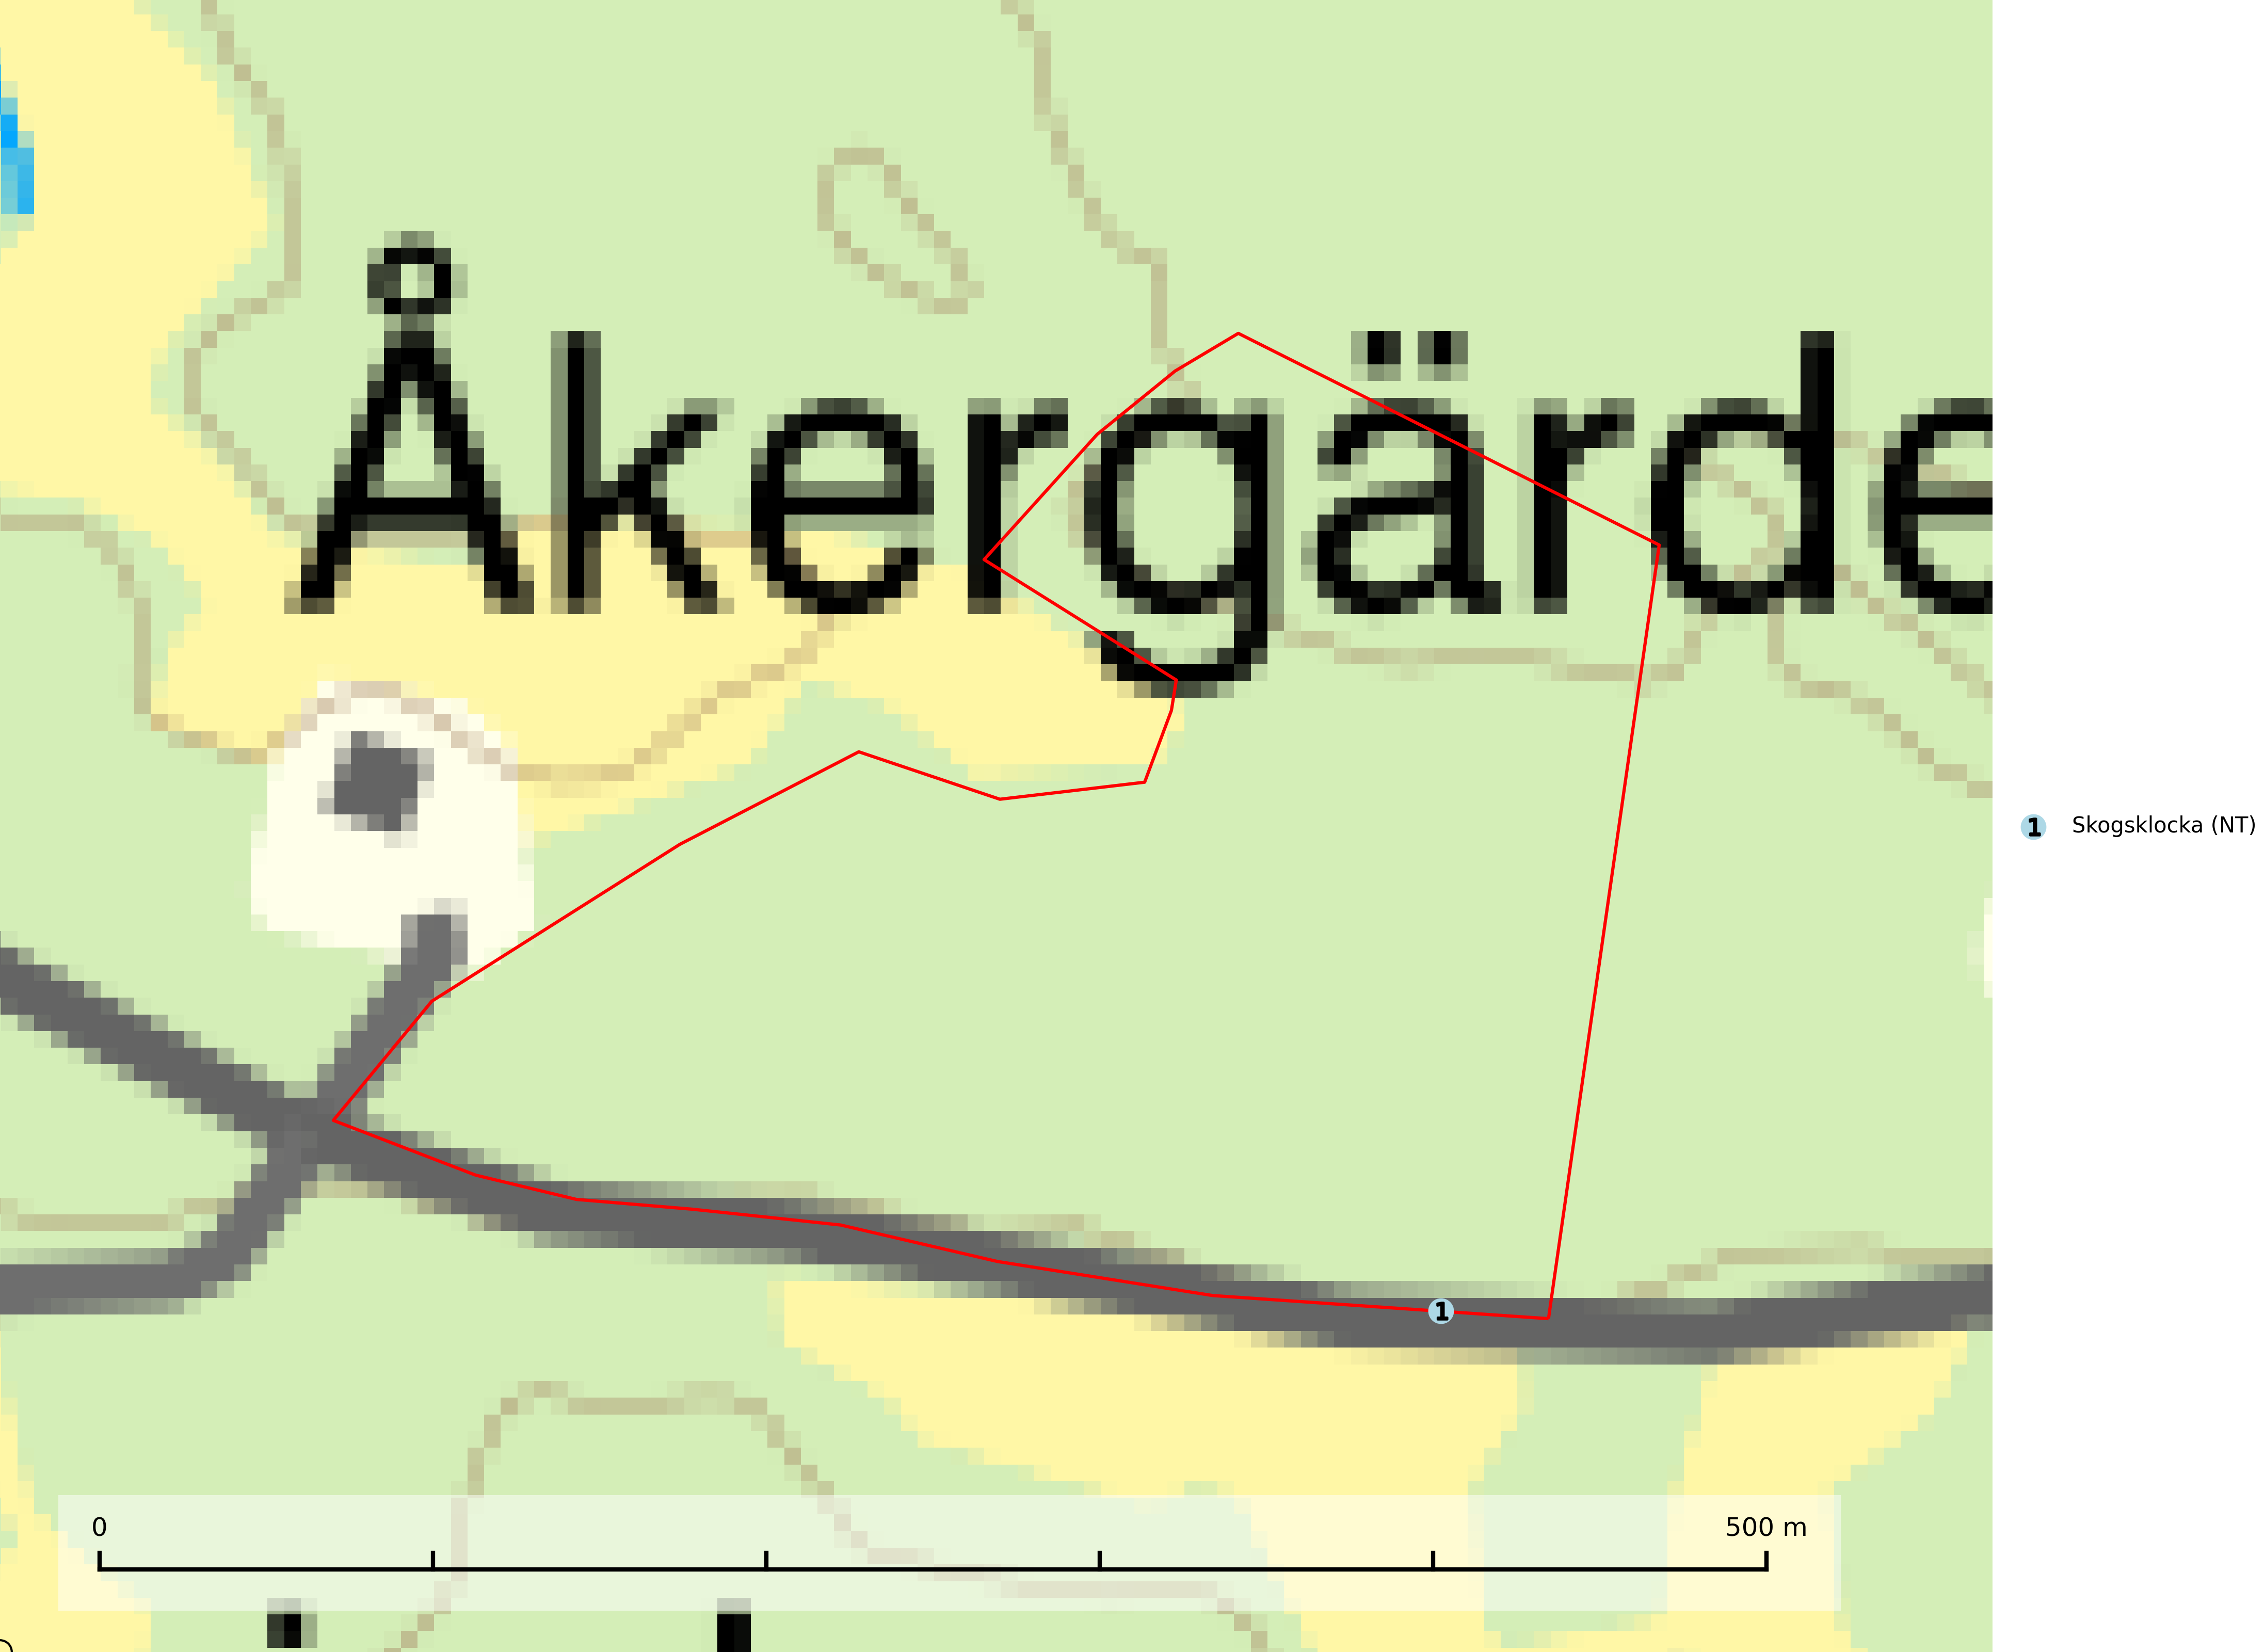 Åkergärde
1 Skogsklocka (NT)
1
0 500 m